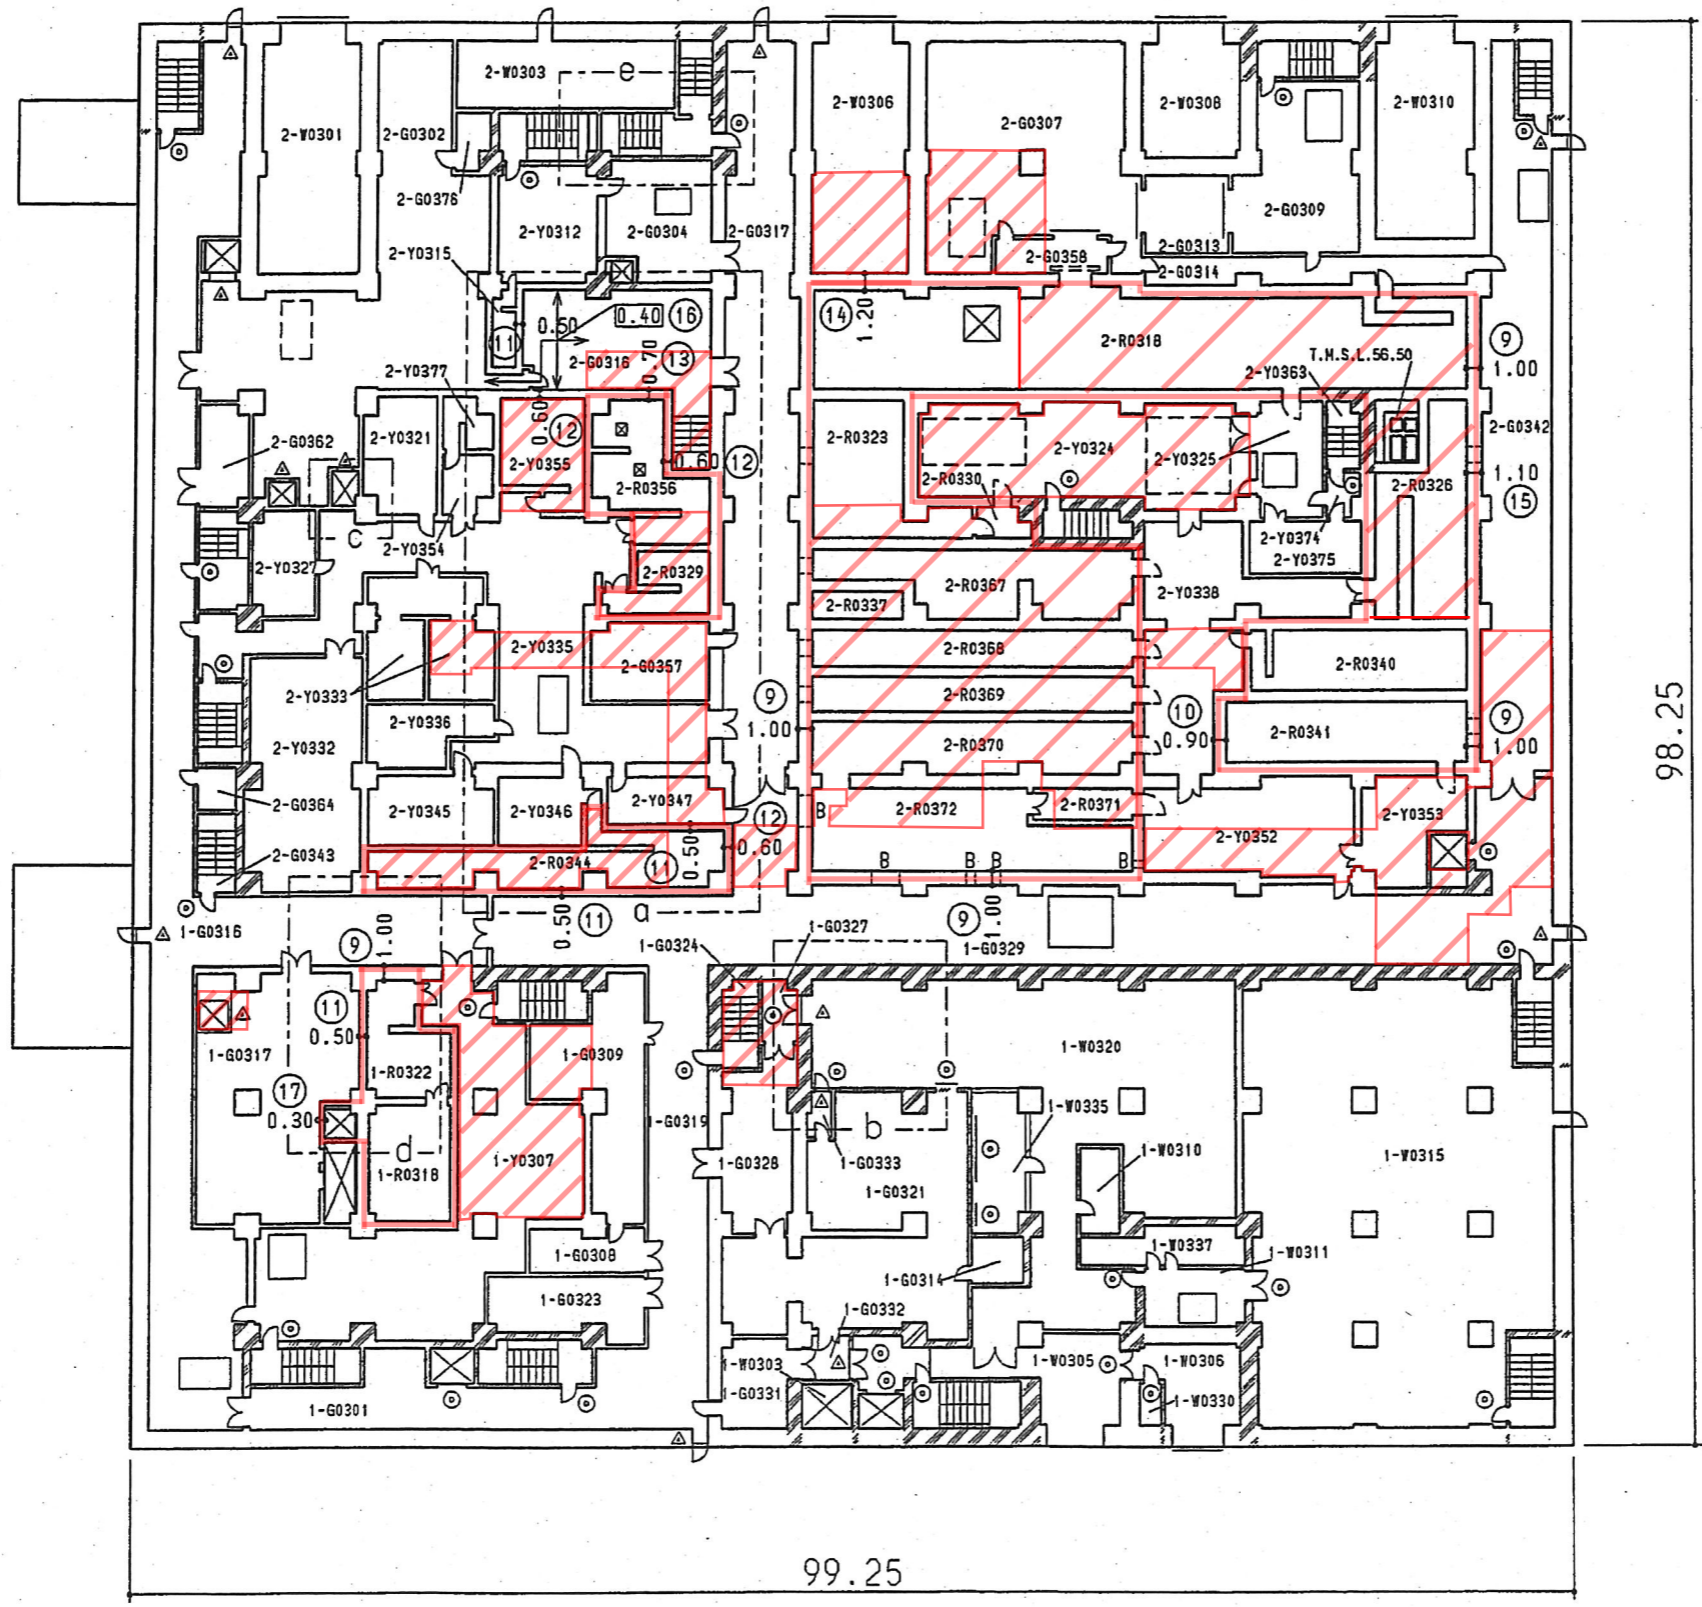 2-W0303
e
2-W0301
2-G0302
2-W0306
2-G0307
2-W0308
2-W0310
2-G0376
2-Y0312
2-G0304
2-G0317
2-G0309
2-Y0315
2-G0358
2-G0313
2-G0314
0.50
0.40
16
14
1.20
2-R0318
9
1.00
11
2-G0316
0.70
13
T.M.S.L.56.50
2-Y0377
2-Y0363
0.60
12
2-G0362
2-Y0321
2-Y0355
0.60
12
2-R0323
2-Y0324
2-Y0325
2-G0342
1.10
15
2-R0356
2-R0330
r
2-R0326
c
2-Y0354
2-Y0374
2-Y0375
2-Y0327
2-R0329
2-R0367
2-Y0338
2-R0337
2-Y0335
2-G0357
2-R0368
2-R0340
2-Y0333
2-R0369
9
1.00
2-Y0336
2-Y0332
2-R0370
10
0.90
2-R0341
9
1.00
2-G0364
2-Y0345
2-Y0346
2-Y0347
12
0.60
B
2-R0372
2-R0371
2-Y0353
2-Y0352
2-G0343
2-R0344
11
0.50
B
B
B
B
1-G0316
9
1.00
0.50
11
a
1-G0324
1-G0327
9
1.00
1-G0329
11
0.50
1-G0317
1-R0322
1-G0309
1-W0320
17
0.30
d
1-G0319
b
1-W0335
1-R0318
1-Y0307
1-G0328
1-G0333
1-G0321
1-W0310
1-W0315
1-G0308
1-W0337
1-W0311
1-G0314
1-G0323
1-G0332
1-W0303
1-G0331
1-W0305
1-W0306
1-W0330
1-G0301
98.25
99.25